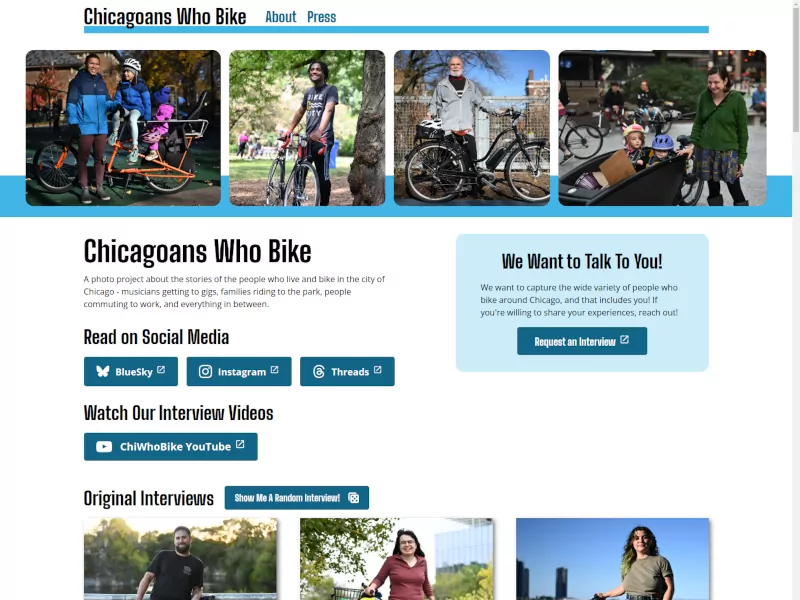 Chicagoans Who Bike
About
Press
BIKE
CITY
Chicagoans Who Bike
A photo project about the stories of the people who live and bike in the city of
Chicago - musicians getting to gigs, families riding to the park, people
commuting to work, and everything in between.
Read on Social Media
BlueSky
Instagram
Threads
Watch Our Interview Videos
ChiWhoBike YouTube
We Want to Talk To You!
We want to capture the wide variety of people who
bike around Chicago, and that includes you! If
you're willing to share your experiences, reach out!
Request an Interview
Original Interviews
Show Me A Random Interview!